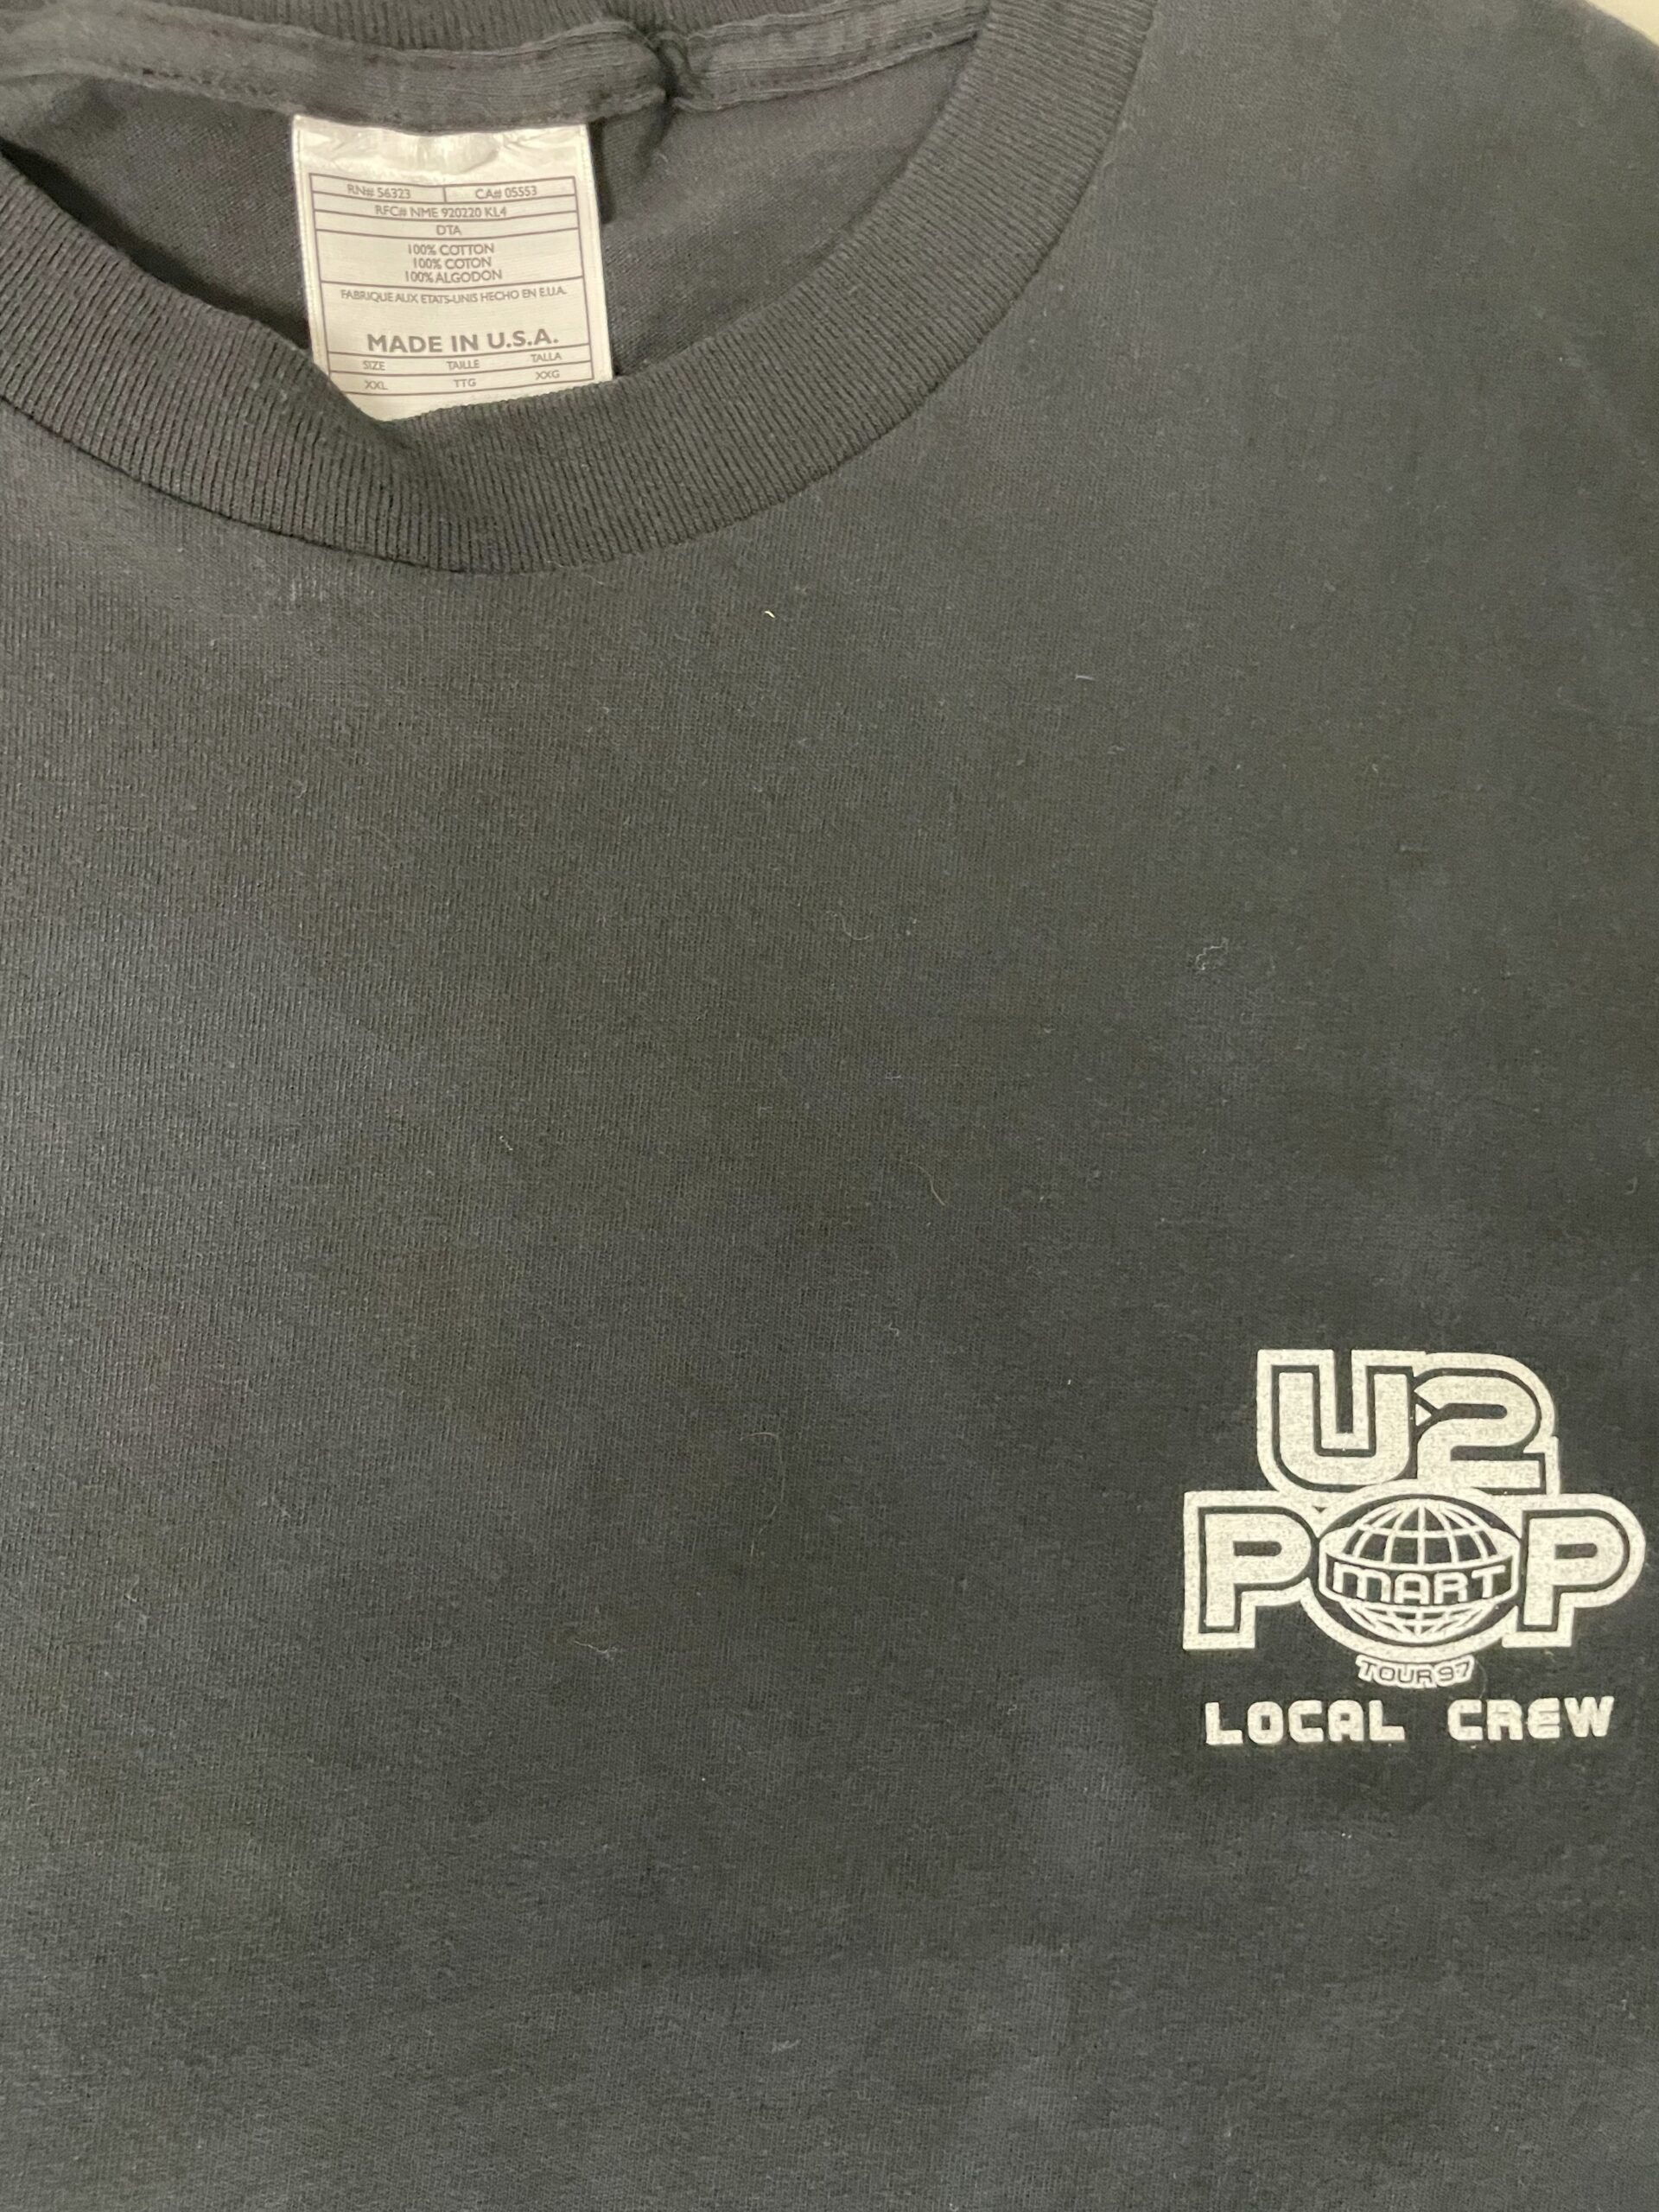 RN# 56323 CA# 05553
RFC# NME 920220 KL4
DTA
100% COTTON
100% COTON
100% ALGODON
FABRIQUE AUX ETATS-UNIS HECHO EN E.U.A.
MADE IN U.S.A.
SIZE TAILLE TALLA
XXL TTG XXG
U2
POP
MART
TOUR 97
LOCAL CREW